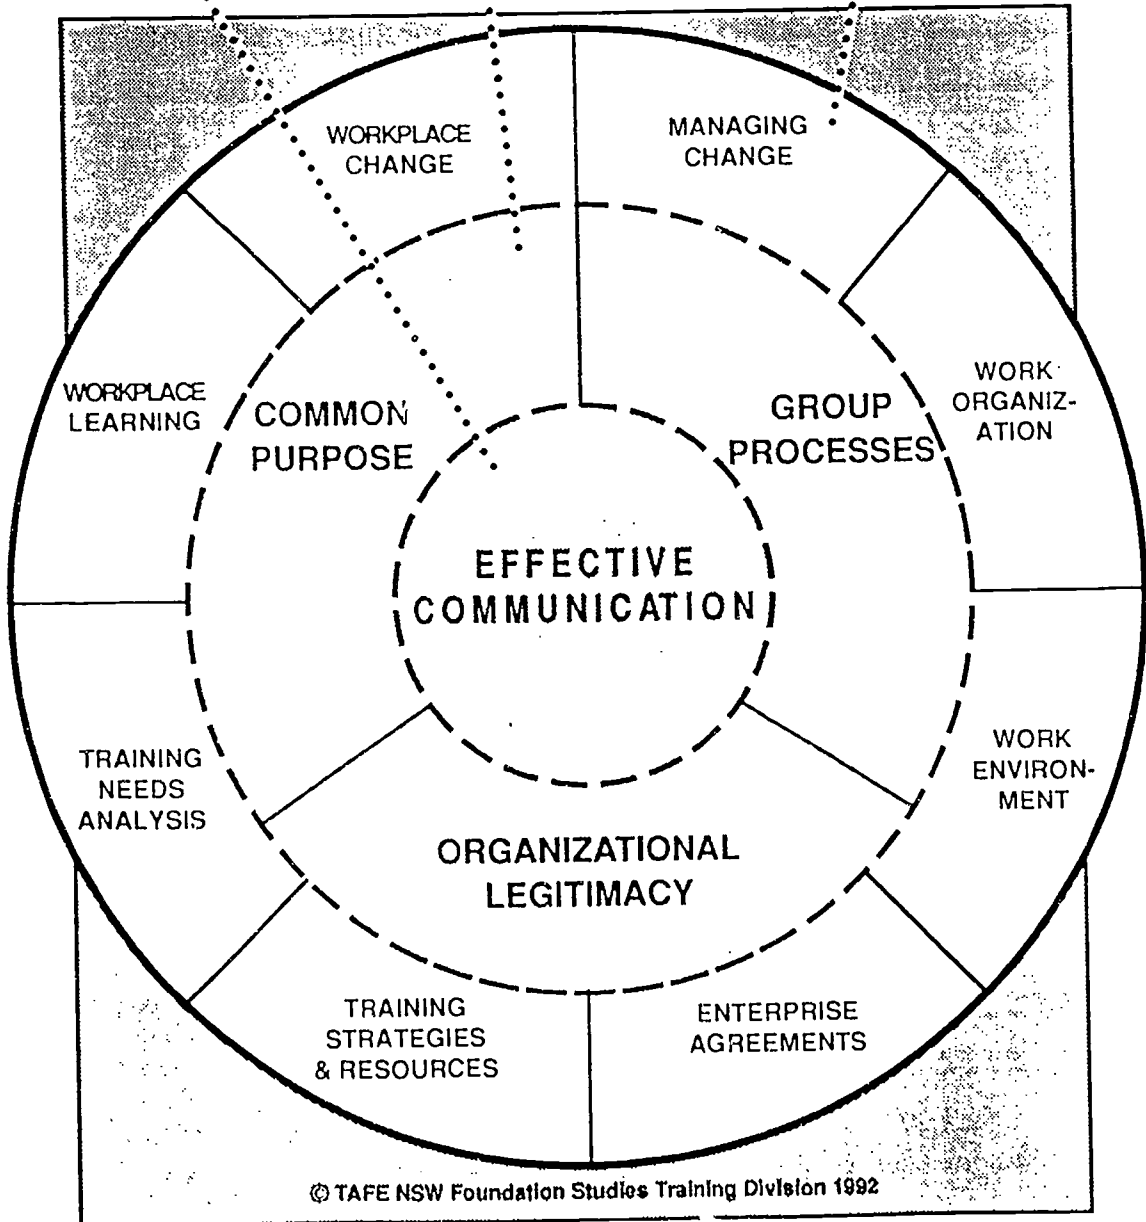 WORKPLACE
CHANGE
MANAGING
CHANGE
WORKPLACE
LEARNING
COMMON
PURPOSE
GROUP
PROCESSES
WORK
ORGANIZ-
ATION
EFFECTIVE
COMMUNICATION
TRAINING
NEEDS
ANALYSIS
WORK
ENVIRON-
MENT
ORGANIZATIONAL
LEGITIMACY
TRAINING
STRATEGIES
& RESOURCES
ENTERPRISE
AGREEMENTS
© TAFE NSW Foundation Studies Training Division 1992